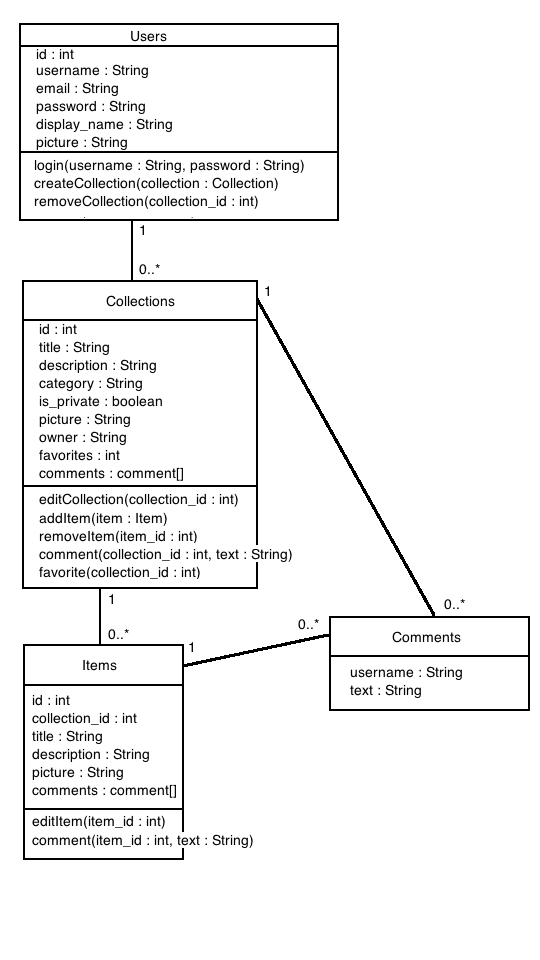 Users
id : int
username : String
email : String
password : String
display_name : String
picture : String
login(username : String, password : String)
createCollection(collection : Collection)
removeCollection(collection_id : int)
1
0..*
Collections
1
id : int
title : String
description : String
category : String
is_private : boolean
picture : String
owner : String
favorites : int
comments : comment[]
editCollection(collection_id : int)
addItem(item : Item)
removeItem(item_id : int)
comment(collection_id : int, text : String)
favorite(collection_id : int)
1
0..*
0..*
0..*
1
Comments
username : String
text : String
Items
id : int
collection_id : int
title : String
description : String
picture : String
comments : comment[]
editItem(item_id : int)
comment(item_id : int, text : String)